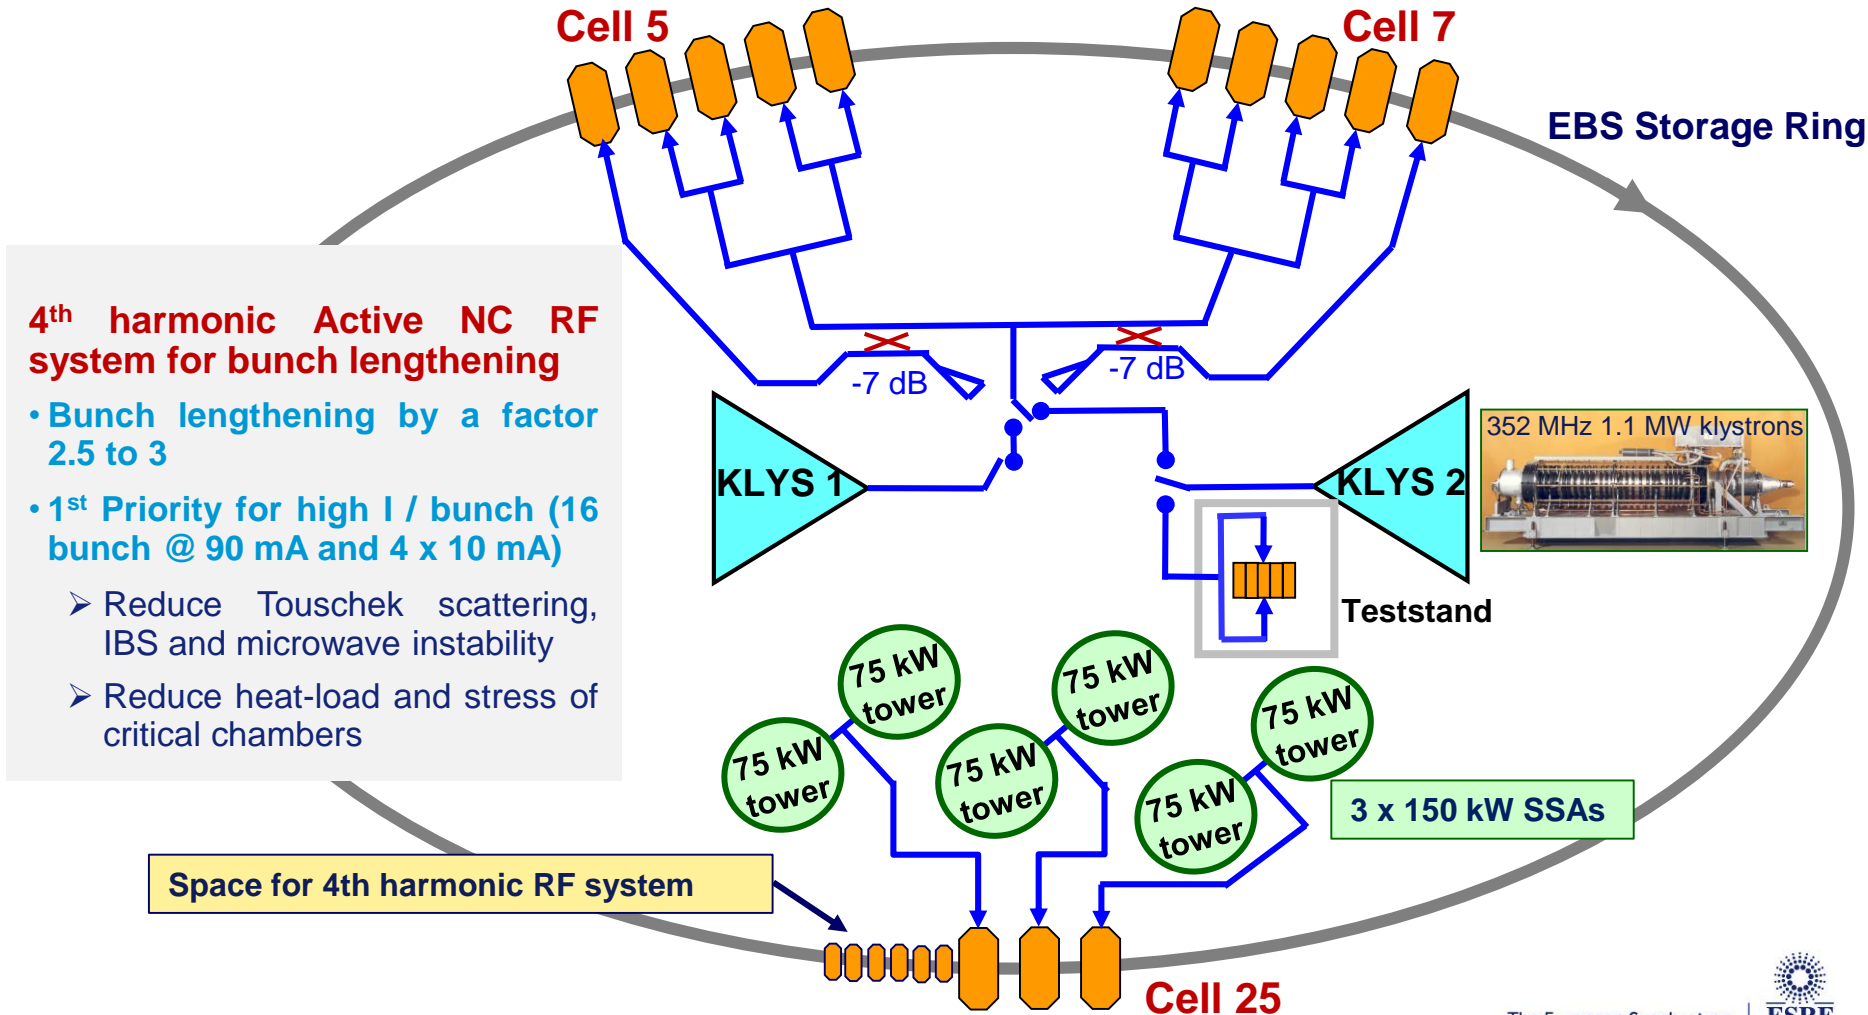 Cell 5
Cell 7
EBS Storage Ring
4th harmonic Active NC RF
system for bunch lengthening
• Bunch lengthening by a factor
2.5 to 3
• 1st Priority for high I / bunch (16
bunch @ 90 mA and 4 x 10 mA)
➢ Reduce Touschek scattering,
IBS and microwave instability
➢ Reduce heat-load and stress of
critical chambers
-7 dB
-7 dB
KLYS 1
KLYS 2
352 MHz 1.1 MW klystrons
Teststand
75 kW
tower
75 kW
tower
75 kW
tower
75 kW
tower
75 kW
tower
75 kW
tower
3 x 150 kW SSAs
Space for 4th harmonic RF system
Cell 25
ESRF